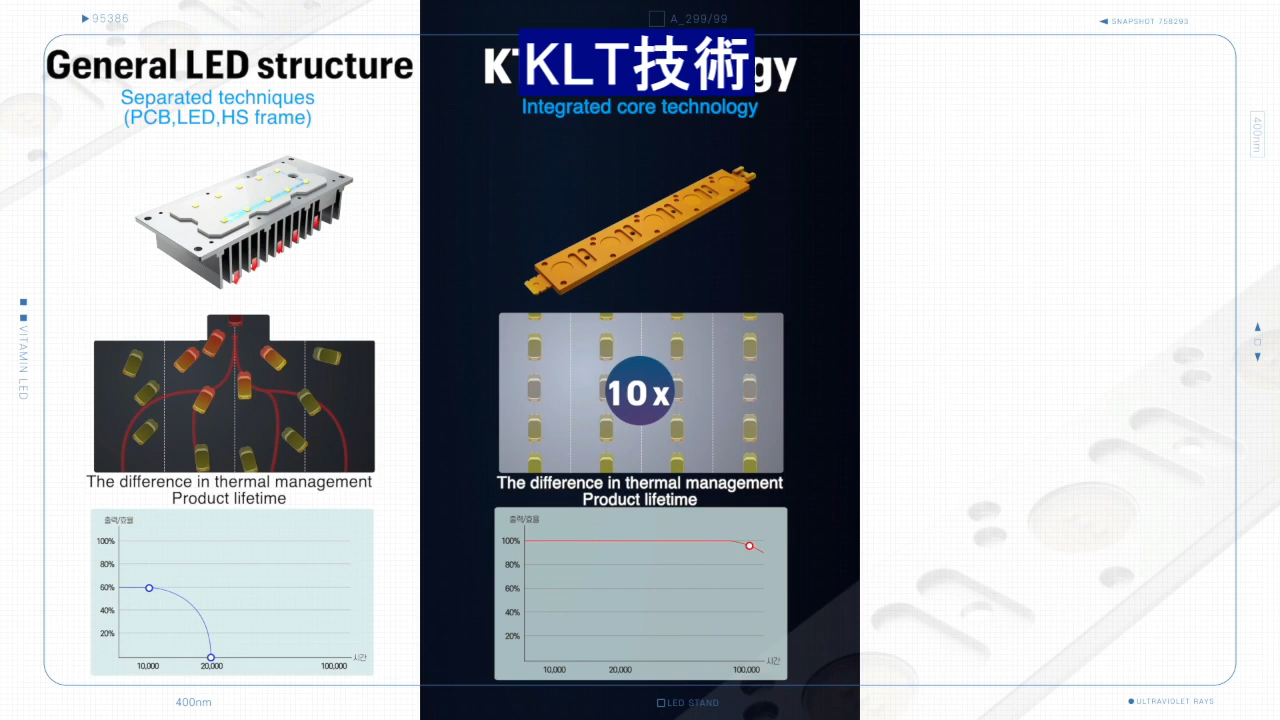 95386
A_299/99
SNAPSHOT 758293
General LED structure
Separated techniques
(PCB,LED,HS frame)
KLT技術
Integrated core technology
400nm
VITAMIN LED
10 x
The difference in thermal management
Product lifetime
The difference in thermal management
Product lifetime
출력/효율
100%
80%
60%
40%
20%
10,000
20,000
100,000
시간
출력/효율
100%
80%
60%
40%
20%
10,000
20,000
100,000
시간
400nm
LED STAND
ULTRAVIOLET RAYS